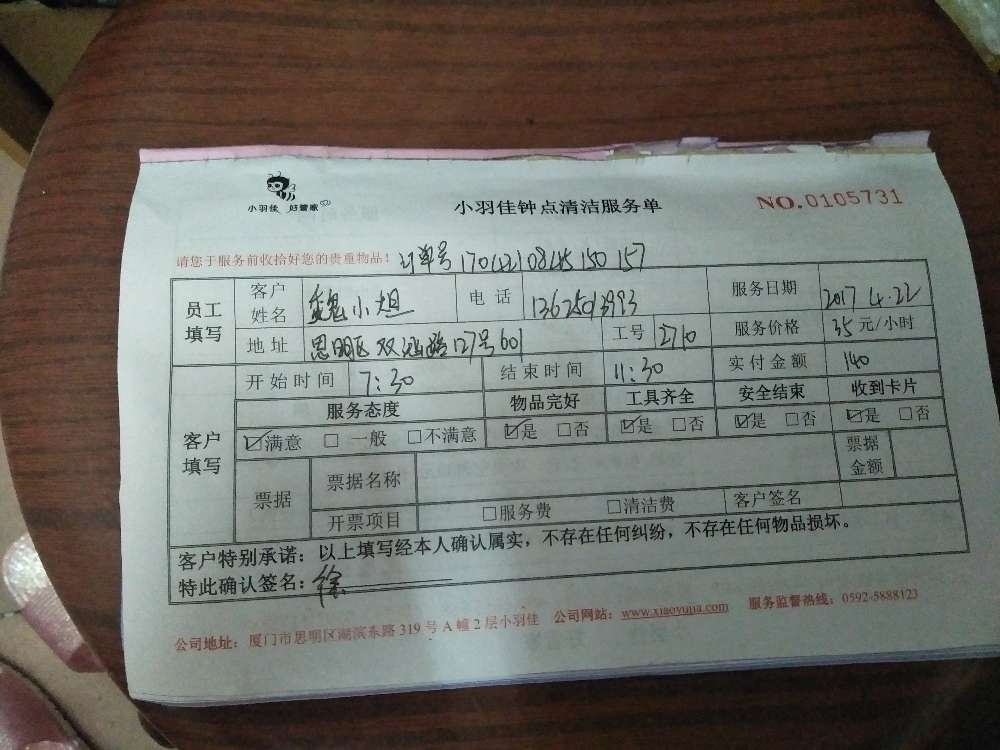 小羽佳 好管家
小羽佳钟点清洁服务单
NO.0105731
请您于服务前收拾好您的贵重物品!
订单号
员工填写 客户姓名 魏小姐 电话 服务日期 2017 4.22
地址 思明区双 127号601 工号 2710 服务价格 35元/小时
客户填写 开始时间 7:30 结束时间 11:30 实付金额 140
服务态度 物品完好 工具齐全 安全结束 收到卡片
☑满意 □一般 □不满意 ☑是 □否 ☑是 □否 ☑是 □否 ☑是 □否
票据 票据名称 票据金额
开票项目 □服务费 □清洁费 客户签名
客户特别承诺:以上填写经本人确认属实,不存在任何纠纷,不存在任何物品损坏。
特此确认签名:徐
公司地址:厦门市思明区湖滨东路319号A幢2层小羽佳 公司网站:www.xiaoyujia.com 服务监督热线:0592-5888123